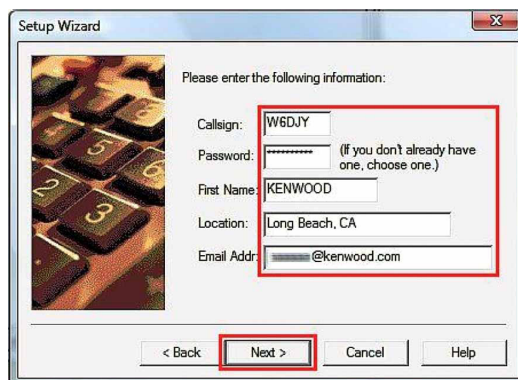 Setup Wizard
Please enter the following information:
Callsign: W6DJY
Password: ********** (If you don't already have
one, choose one.)
First Name: KENWOOD
Location: Long Beach, CA
Email Addr: @kenwood.com
< Back Next > Cancel Help